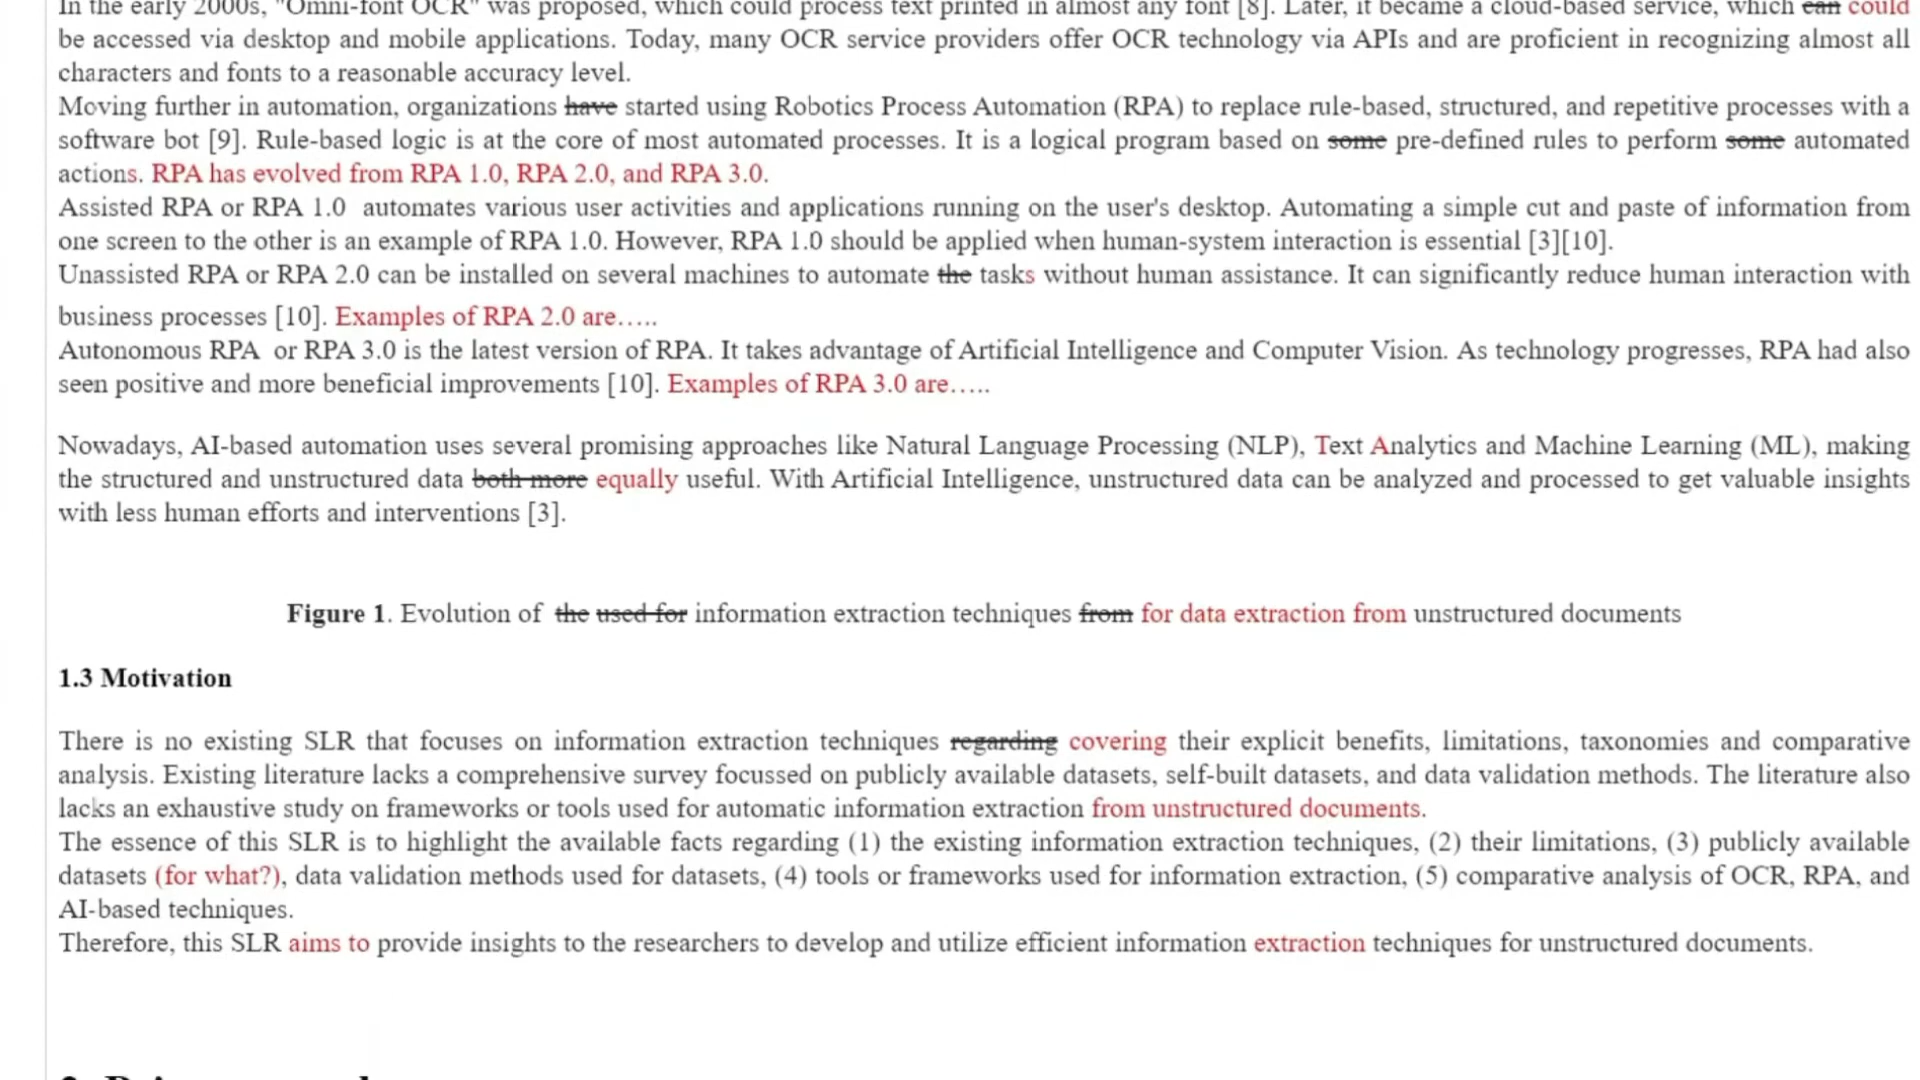 In the early 2000s, "Omni-font OCR" was proposed, which could process text printed in almost any font [8]. Later, it became a cloud-based service, which can could
be accessed via desktop and mobile applications. Today, many OCR service providers offer OCR technology via APIs and are proficient in recognizing almost all
characters and fonts to a reasonable accuracy level.
Moving further in automation, organizations have started using Robotics Process Automation (RPA) to replace rule-based, structured, and repetitive processes with a
software bot [9]. Rule-based logic is at the core of most automated processes. It is a logical program based on some pre-defined rules to perform some automated
actions. RPA has evolved from RPA 1.0, RPA 2.0, and RPA 3.0.
Assisted RPA or RPA 1.0 automates various user activities and applications running on the user's desktop. Automating a simple cut and paste of information from
one screen to the other is an example of RPA 1.0. However, RPA 1.0 should be applied when human-system interaction is essential [3][10].
Unassisted RPA or RPA 2.0 can be installed on several machines to automate the tasks without human assistance. It can significantly reduce human interaction with
business processes [10]. Examples of RPA 2.0 are…..
Autonomous RPA or RPA 3.0 is the latest version of RPA. It takes advantage of Artificial Intelligence and Computer Vision. As technology progresses, RPA had also
seen positive and more beneficial improvements [10]. Examples of RPA 3.0 are…..
Nowadays, AI-based automation uses several promising approaches like Natural Language Processing (NLP), Text Analytics and Machine Learning (ML), making
the structured and unstructured data both more equally useful. With Artificial Intelligence, unstructured data can be analyzed and processed to get valuable insights
with less human efforts and interventions [3].
Figure 1. Evolution of the used for information extraction techniques from for data extraction from unstructured documents
1.3 Motivation
There is no existing SLR that focuses on information extraction techniques regarding covering their explicit benefits, limitations, taxonomies and comparative
analysis. Existing literature lacks a comprehensive survey focussed on publicly available datasets, self-built datasets, and data validation methods. The literature also
lacks an exhaustive study on frameworks or tools used for automatic information extraction from unstructured documents.
The essence of this SLR is to highlight the available facts regarding (1) the existing information extraction techniques, (2) their limitations, (3) publicly available
datasets (for what?), data validation methods used for datasets, (4) tools or frameworks used for information extraction, (5) comparative analysis of OCR, RPA, and
AI-based techniques.
Therefore, this SLR aims to provide insights to the researchers to develop and utilize efficient information extraction techniques for unstructured documents.